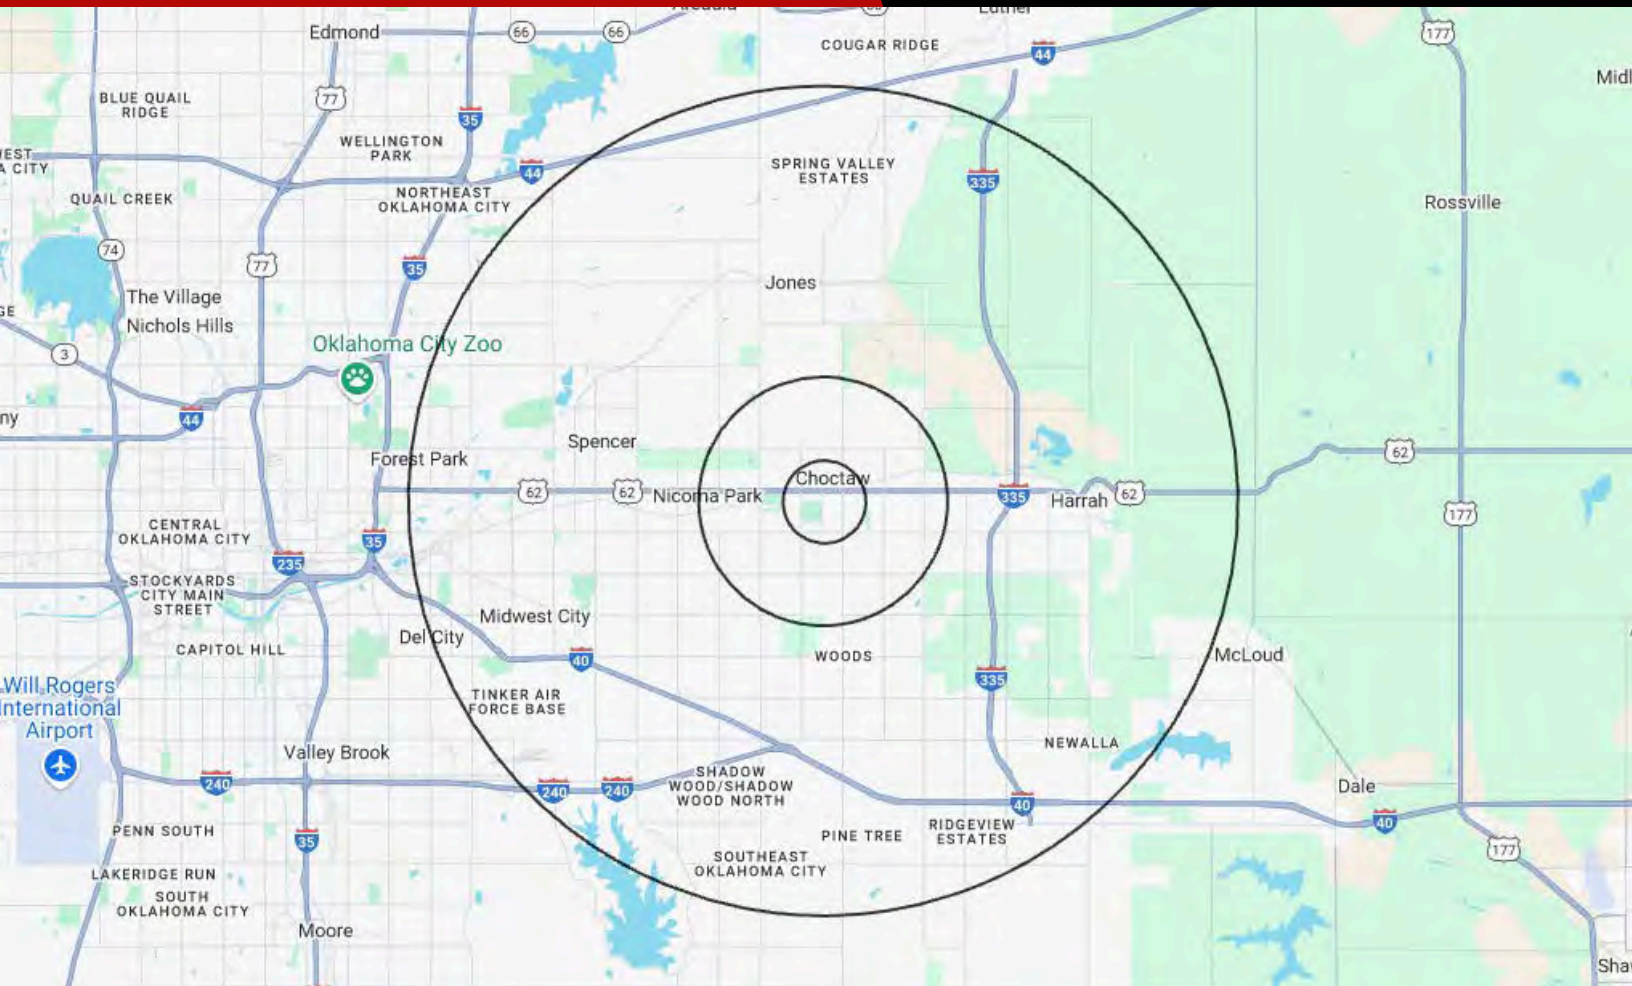 Arcadia
66
Luther
Edmond
66
66
177
COUGAR RIDGE
44
BLUE QUAIL
RIDGE
77
35
WELLINGTON
PARK
44
SPRING VALLEY
ESTATES
335
NORTHEAST
OKLAHOMA CITY
QUAIL CREEK
Rossville
74
77
35
Jones
The Village
Nichols Hills
Oklahoma City Zoo
3
44
Spencer
Forest Park
62
Choctaw
62
62
Nicoma Park
335
Harrah
62
177
CENTRAL
OKLAHOMA CITY
35
235
STOCKYARDS
CITY MAIN
STREET
Midwest City
Del City
CAPITOL HILL
40
WOODS
McLoud
335
Will Rogers
International
Airport
TINKER AIR
FORCE BASE
Valley Brook
NEWALLA
240
240
240
SHADOW
WOOD/SHADOW
WOOD NORTH
Dale
40
40
PENN SOUTH
35
PINE TREE
RIDGEVIEW
ESTATES
177
SOUTHEAST
OKLAHOMA CITY
LAKERIDGE RUN
SOUTH
OKLAHOMA CITY
Moore